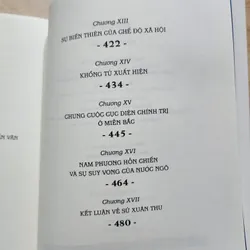 Chương XIII
SỰ BIẾN THIÊN CỦA CHẾ ĐỘ XÃ HỘI
- 422 -
Chương XIV
KHỔNG TỬ XUẤT HIỆN
- 434 -
Chương XV
CHUNG CUỘC CỤC DIỆN CHÍNH TRỊ
Ở MIỀN BẮC
- 445 -
Chương XVI
NAM PHƯƠNG HỖN CHIẾN
VÀ SỰ SUY VONG CỦA NƯỚC NGÔ
- 464 -
Chương XVII
KẾT LUẬN VỀ SỬ XUÂN THU
- 480 -
VĂN